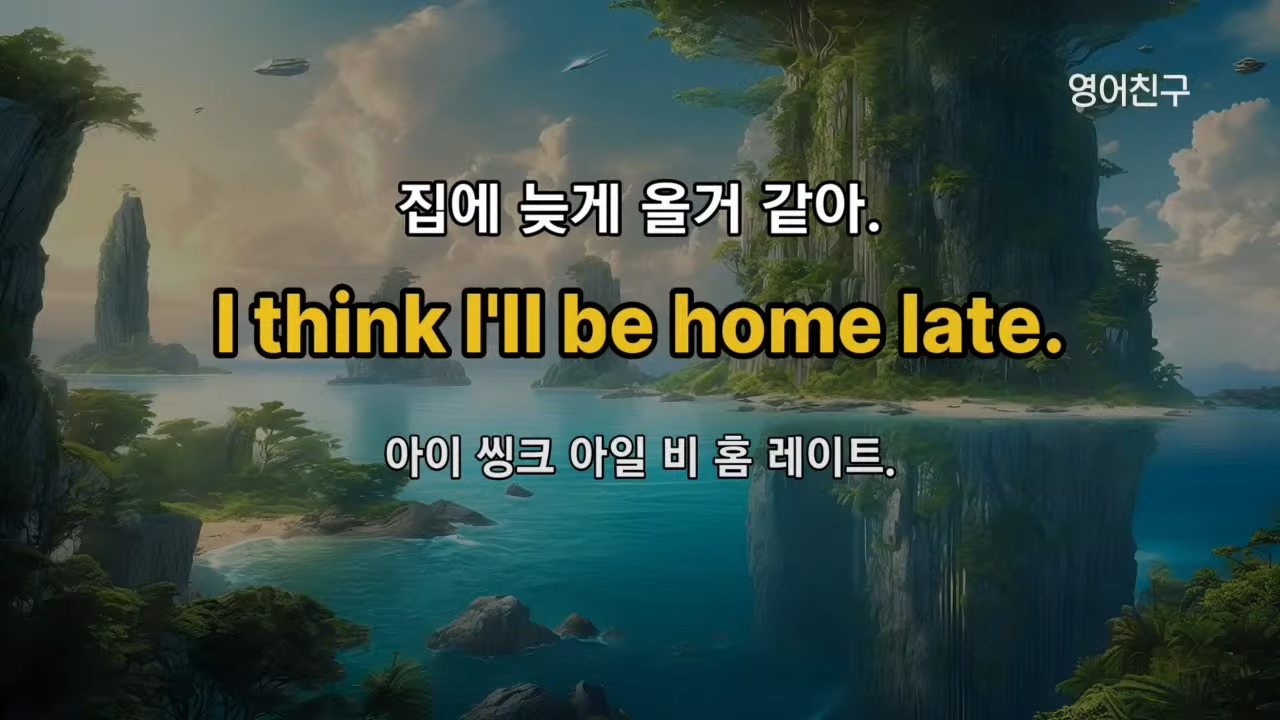 영어친구
집에 늦게 올거 같아.
I think I'll be home late.
아이 씽크 아일 비 홈 레이트.